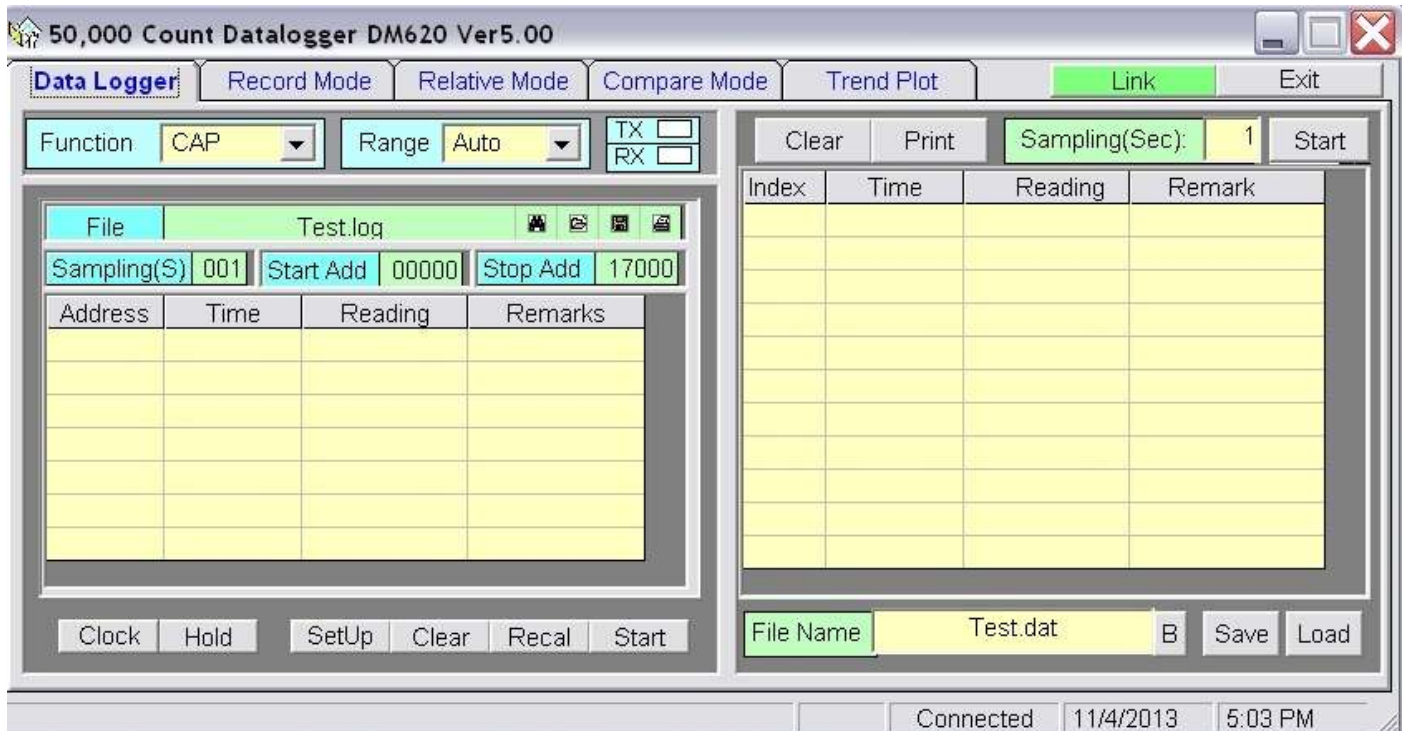 50,000 Count Datalogger DM620 Ver5.00
Data Logger Record Mode Relative Mode Compare Mode Trend Plot Link Exit
Function CAP Range Auto TX RX
Clear Print Sampling(Sec): 1 Start
File Test.log
Sampling(S) 001 Start Add 00000 Stop Add 17000
Address Time Reading Remarks
Index Time Reading Remark
Clock Hold SetUp Clear Recal Start
File Name Test.dat B Save Load
Connected 11/4/2013 5:03 PM